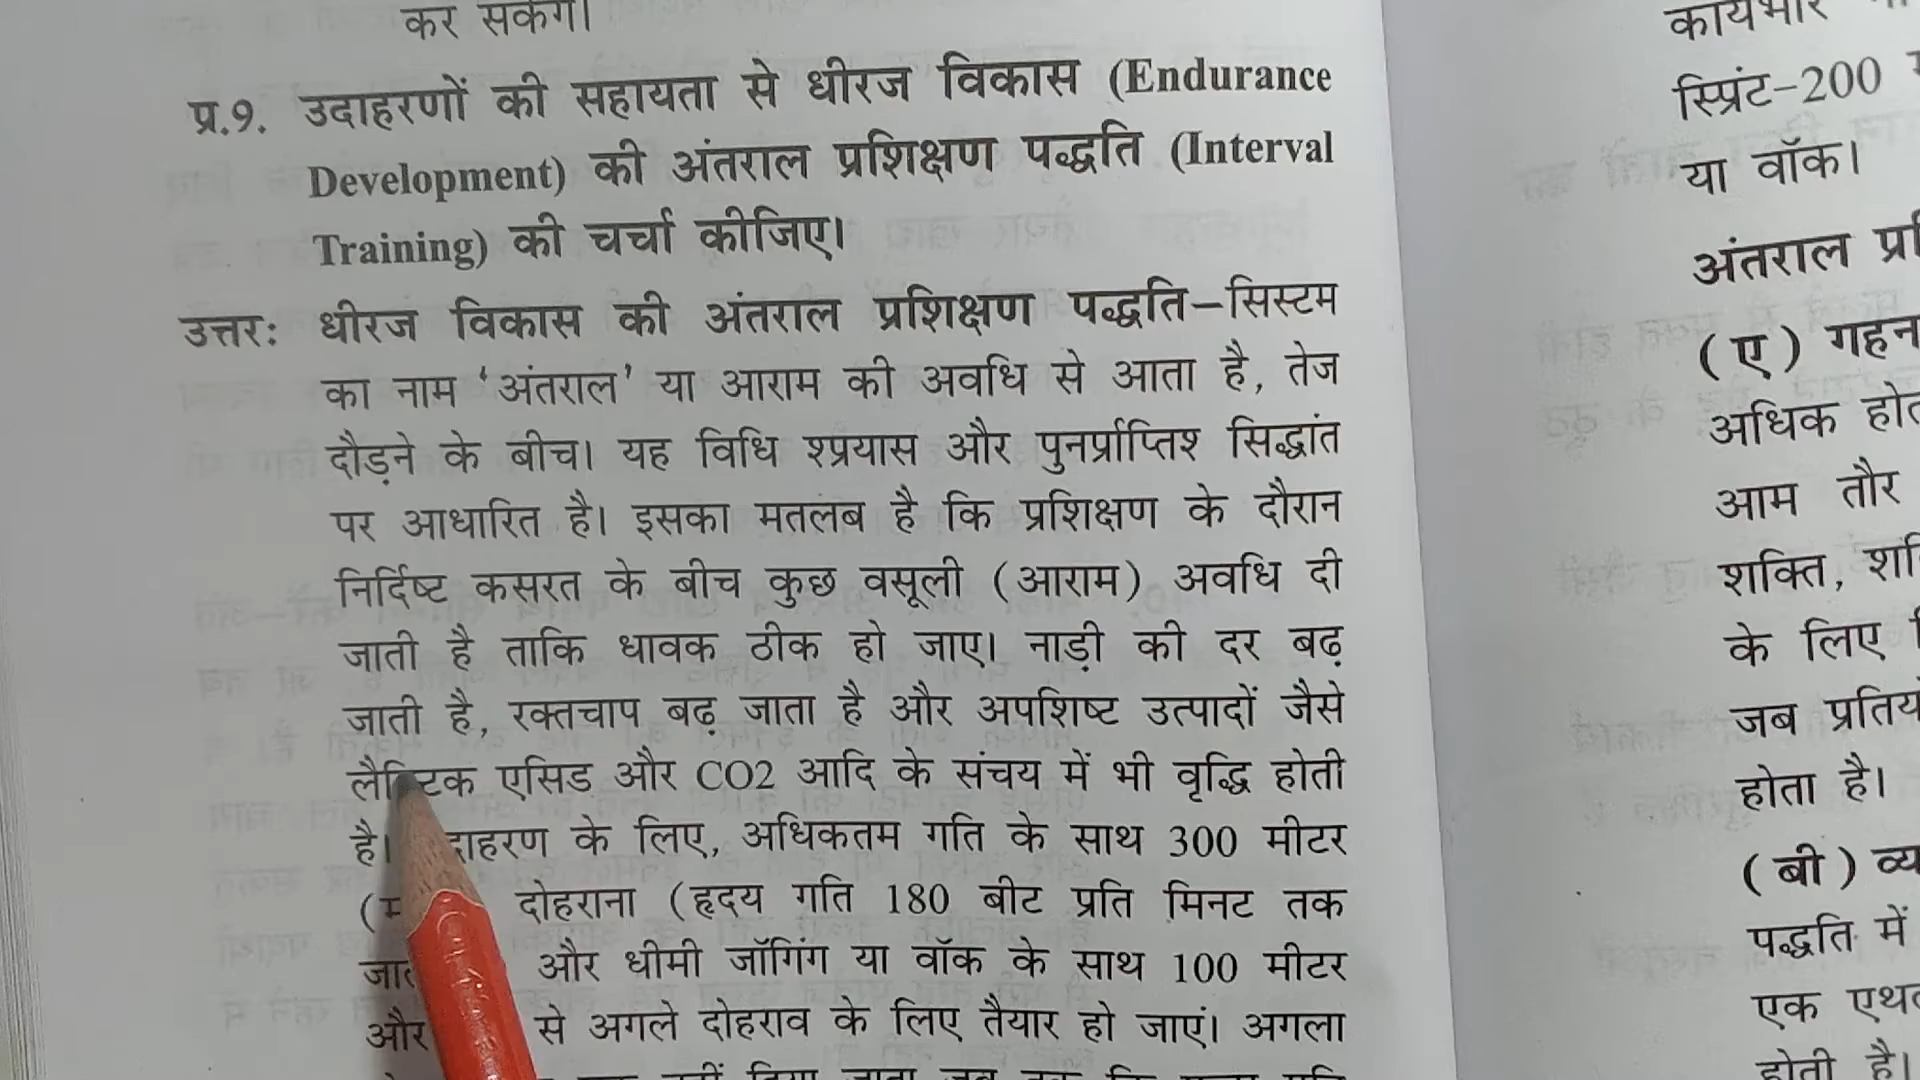 कर सकेंगे।
प्र.9. उदाहरणों की सहायता से धीरज विकास (Endurance
Development) की अंतराल प्रशिक्षण पद्धति (Interval
Training) की चर्चा कीजिए।
उत्तरः धीरज विकास की अंतराल प्रशिक्षण पद्धति–सिस्टम
का नाम ‘अंतराल’ या आराम की अवधि से आता है, तेज
दौड़ने के बीच। यह विधि श्प्रयास और पुनर्प्राप्तिश सिद्धांत
पर आधारित है। इसका मतलब है कि प्रशिक्षण के दौरान
निर्दिष्ट कसरत के बीच कुछ वसूली (आराम) अवधि दी
जाती है ताकि धावक ठीक हो जाए। नाड़ी की दर बढ़
जाती है, रक्तचाप बढ़ जाता है और अपशिष्ट उत्पादों जैसे
लैक्टिक एसिड और CO2 आदि के संचय में भी वृद्धि होती
है। के लिए, अधिकतम गति के साथ 300 मीटर
दोहराना (हृदय गति 180 बीट प्रति मिनट तक
और धीमी जॉगिंग या वॉक के साथ 100 मीटर
और से अगले दोहराव के लिए तैयार हो जाएं। अगला
स्प्रिंट-200
या वॉक।
अंतराल
(ए) गहन
अधिक
आम तौर
शक्ति,
के लिए
जब
होता है।
(बी)
पद्धति में
एक
होती है।